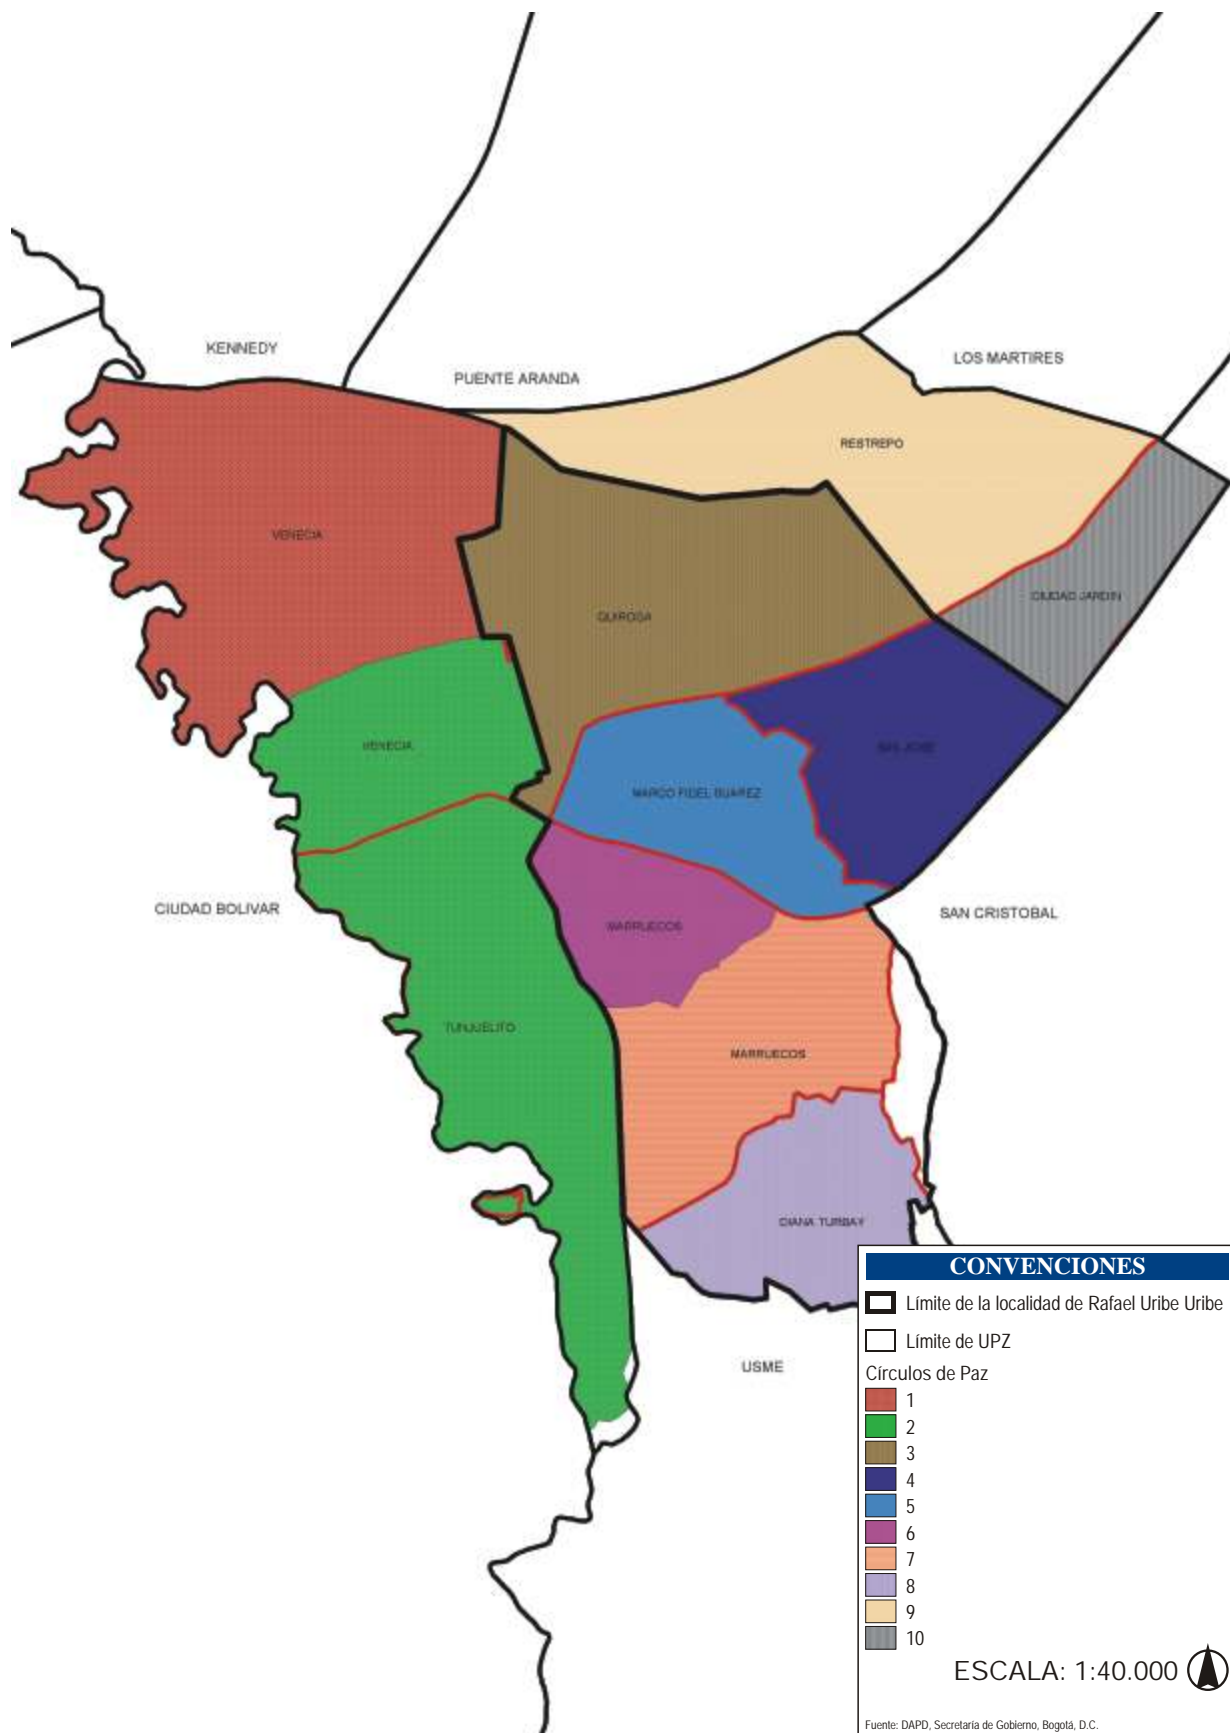 KENNEDY
PUENTE ARANDA
LOS MARTIRES
RESTREPO
VENECIA
CIUDAD JARDIN
QUIROGA
VENECIA
SAN JOSE
MARCO FIDEL SUAREZ
CIUDAD BOLIVAR
SAN CRISTOBAL
MARRUECOS
TUNJUELITO
MARRUECOS
DIANA TURBAY
USME
CONVENCIONES
Límite de la localidad de Rafael Uribe Uribe
Límite de UPZ
Círculos de Paz
1
2
3
4
5
6
7
8
9
10
ESCALA: 1:40.000
Fuente: DAPD, Secretaría de Gobierno, Bogotá, D.C.